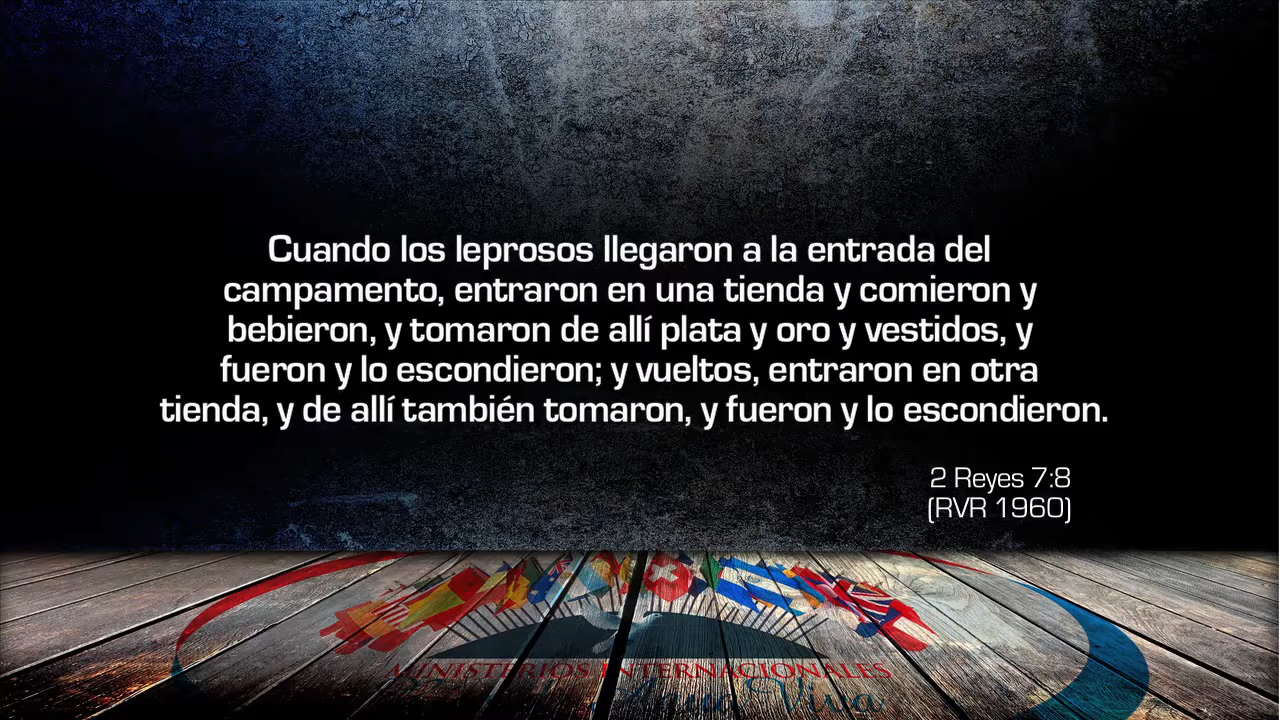 Cuando los leprosos llegaron a la entrada del
campamento, entraron en una tienda y comieron y
bebieron, y tomaron de allí plata y oro y vestidos, y
fueron y lo escondieron; y vueltos, entraron en otra
tienda, y de allí también tomaron, y fueron y lo escondieron.
2 Reyes 7:8
(RVR 1960)
MINISTERIOS INTERNACIONALES
Viva